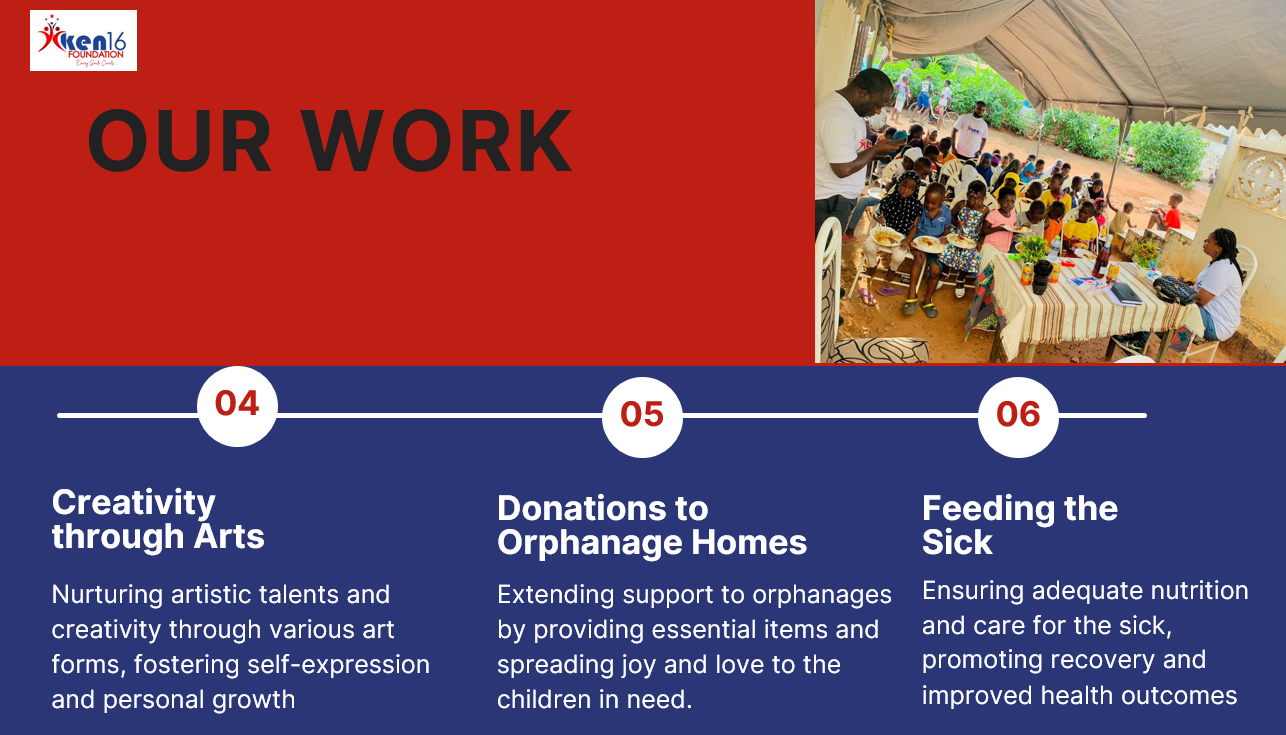 ken16
FOUNDATION
Every Smile Counts
OUR WORK
04
05
06
Creativity
through Arts
Nurturing artistic talents and
creativity through various art
forms, fostering self-expression
and personal growth
Donations to
Orphanage Homes
Extending support to orphanages
by providing essential items and
spreading joy and love to the
children in need.
Feeding the
Sick
Ensuring adequate nutrition
and care for the sick,
promoting recovery and
improved health outcomes